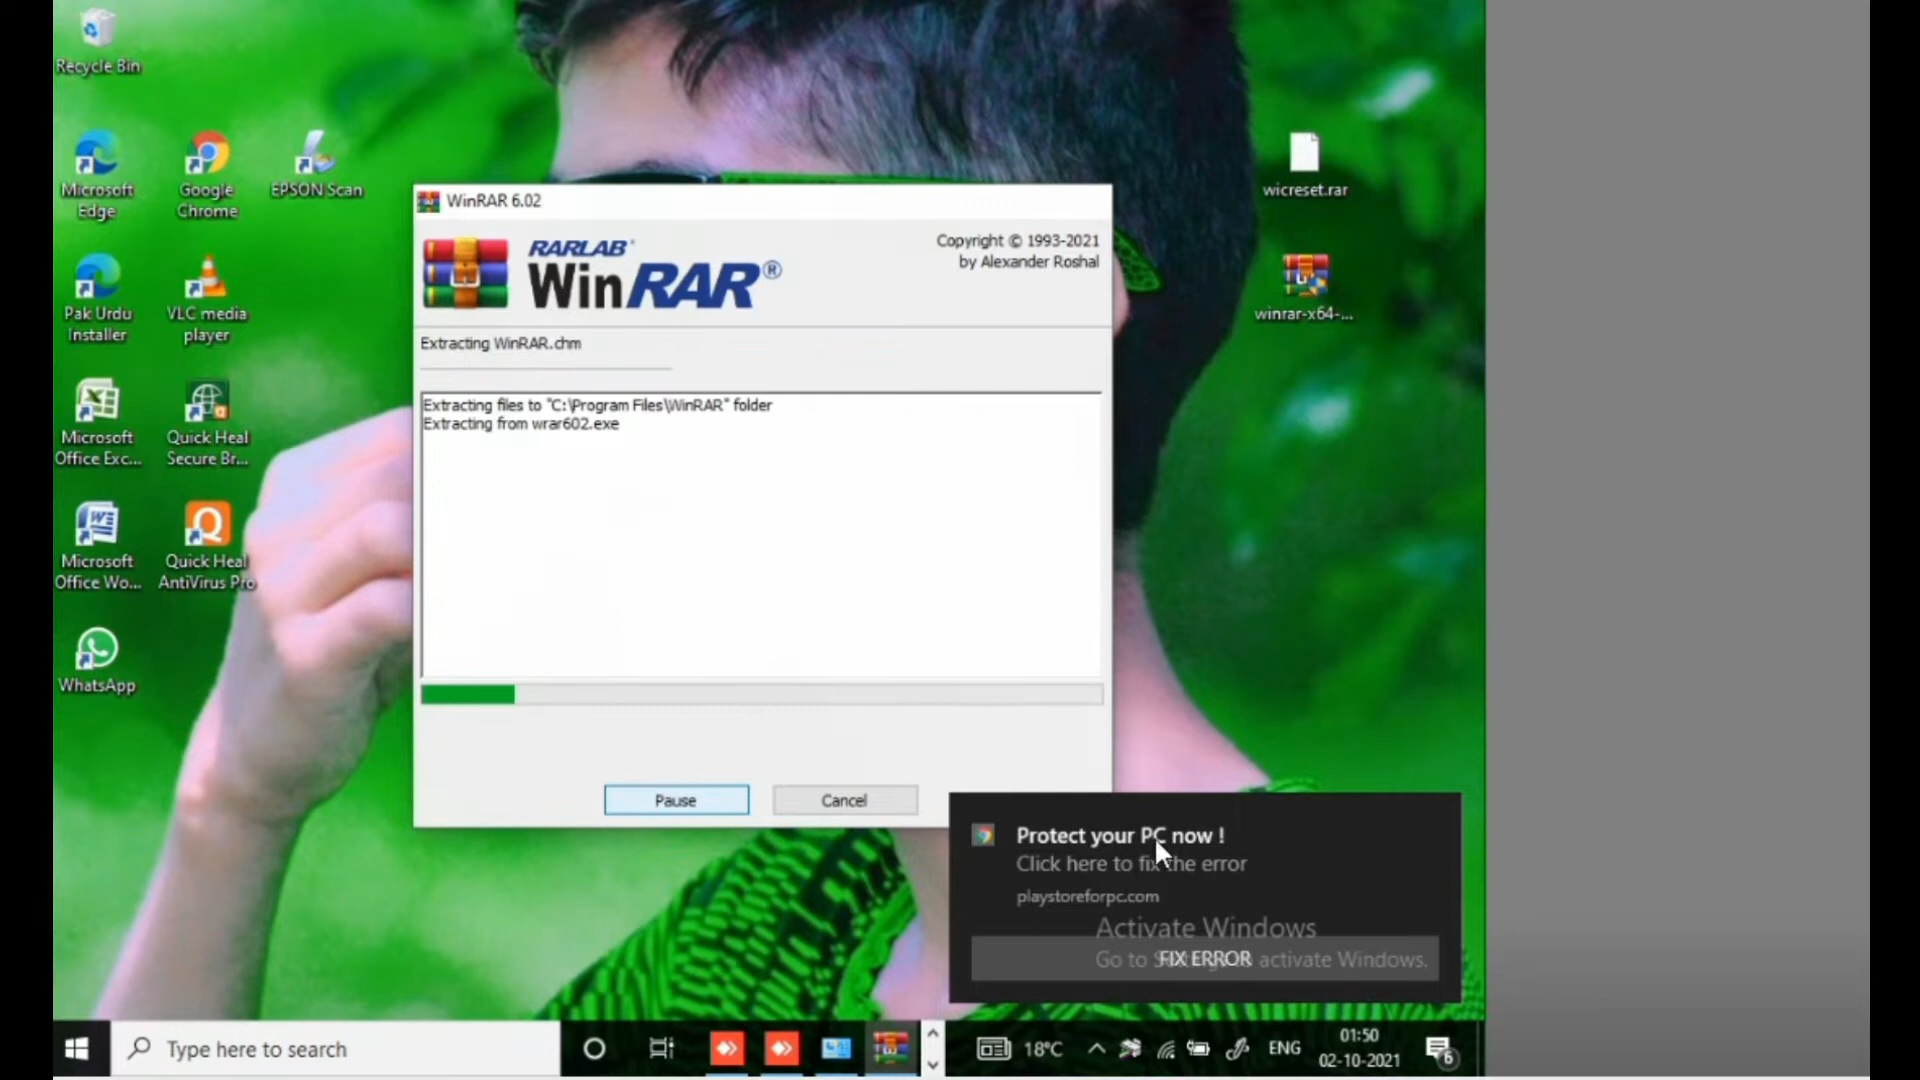 Recycle Bin
Microsoft
Edge
Google
Chrome
EPSON Scan
Pak Urdu
Installer
VLC media
player
Microsoft
Office Exc...
Quick Heal
Secure Br...
Microsoft
Office Wo...
Quick Heal
AntiVirus Pro
WhatsApp
wicreset.rar
winrar-x64-...
WinRAR 6.02
RARLAB®
WinRAR®
Copyright © 1993-2021
by Alexander Roshal
Extracting WinRAR.chm
Extracting files to "C:\Program Files\WinRAR" folder
Extracting from wrar602.exe
Pause
Cancel
Protect your PC now !
Click here to fix the error
playstoreforpc.com
Activate Windows
Go to Settings to activate Windows.
FIX ERROR
Type here to search
18°C
ENG
01:50
02-10-2021
6